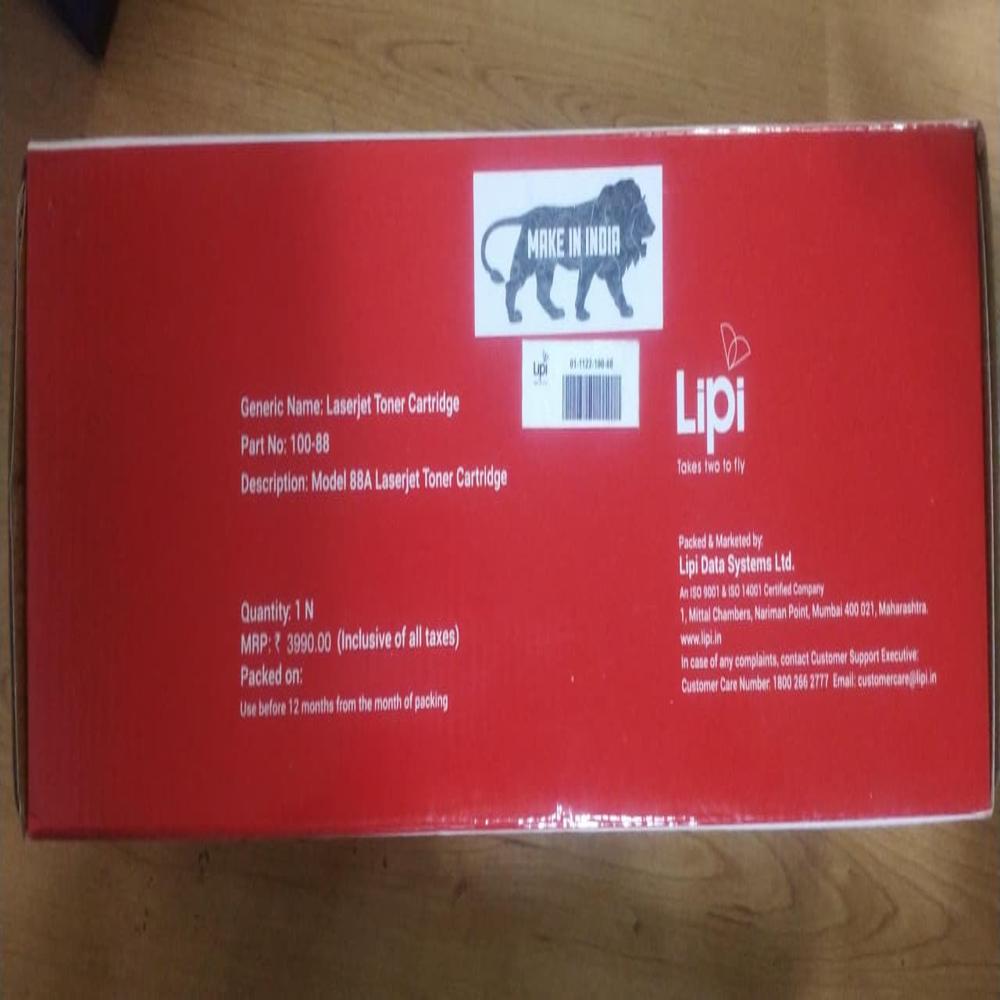 MAKE IN INDIA
Lipi
01-1122-100-88
Generic Name: Laserjet Toner Cartridge
Part No: 100-88
Description: Model 88A Laserjet Toner Cartridge
Quantity: 1 N
MRP: ₹ 3990.00 (Inclusive of all taxes)
Packed on:
Use before 12 months from the month of packing
Lipi
Takes two to fly
Packed & Marketed by:
Lipi Data Systems Ltd.
An ISO 9001 & ISO 14001 Certified Company
1, Mittal Chambers, Nariman Point, Mumbai 400 021, Maharashtra.
www.lipi.in
In case of any complaints, contact Customer Support Executive:
Customer Care Number 1800 266 2777 Email: customercare@lipi.in